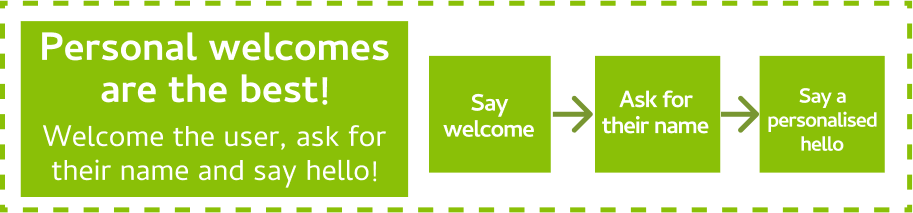 Personal welcomes
are the best!
Welcome the user, ask for
their name and say hello!
Say
welcome
Ask for
their name
Say a
personalised
hello